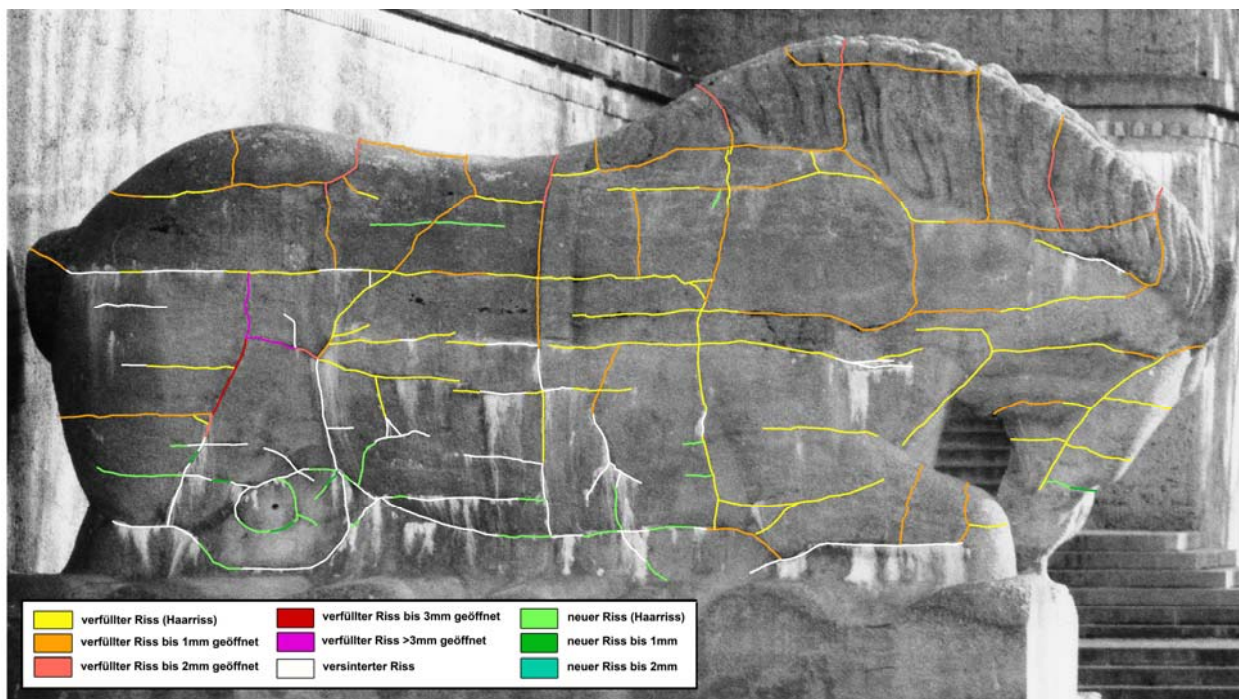 verfüllter Riss (Haarriss)
verfüllter Riss bis 1mm geöffnet
verfüllter Riss bis 2mm geöffnet
verfüllter Riss bis 3mm geöffnet
verfüllter Riss >3mm geöffnet
versinterter Riss
neuer Riss (Haarriss)
neuer Riss bis 1mm
neuer Riss bis 2mm